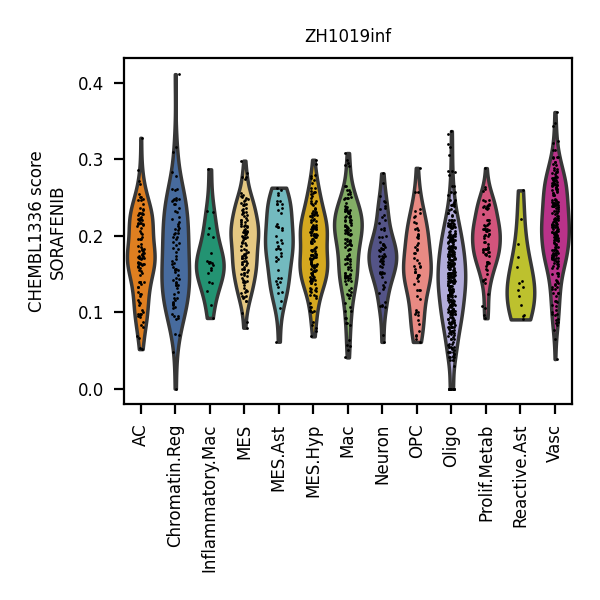 ZH1019inf
CHEMBL1336 score
SORAFENIB
0.4
0.3
0.2
0.1
0.0
AC
Chromatin.Reg
Inflammatory.Mac
MES
MES.Ast
MES.Hyp
Mac
Neuron
OPC
Oligo
Prolif.Metab
Reactive.Ast
Vasc